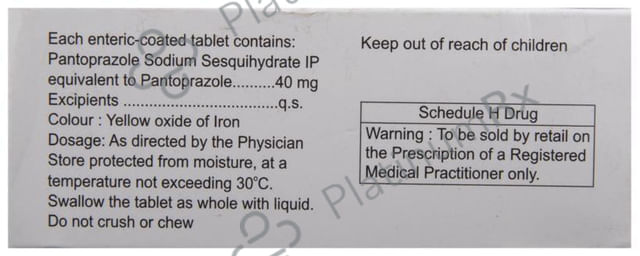 Each enteric-coated tablet contains:
Pantoprazole Sodium Sesquihydrate IP
equivalent to Pantoprazole..........40 mg
Excipients ......................................q.s.
Colour : Yellow oxide of Iron
Dosage: As directed by the Physician
Store protected from moisture, at a
temperature not exceeding 30°C.
Swallow the tablet as whole with liquid.
Do not crush or chew
Keep out of reach of children
Schedule H Drug
Warning : To be sold by retail on
the Prescription of a Registered
Medical Practitioner only.
PlatinumRx